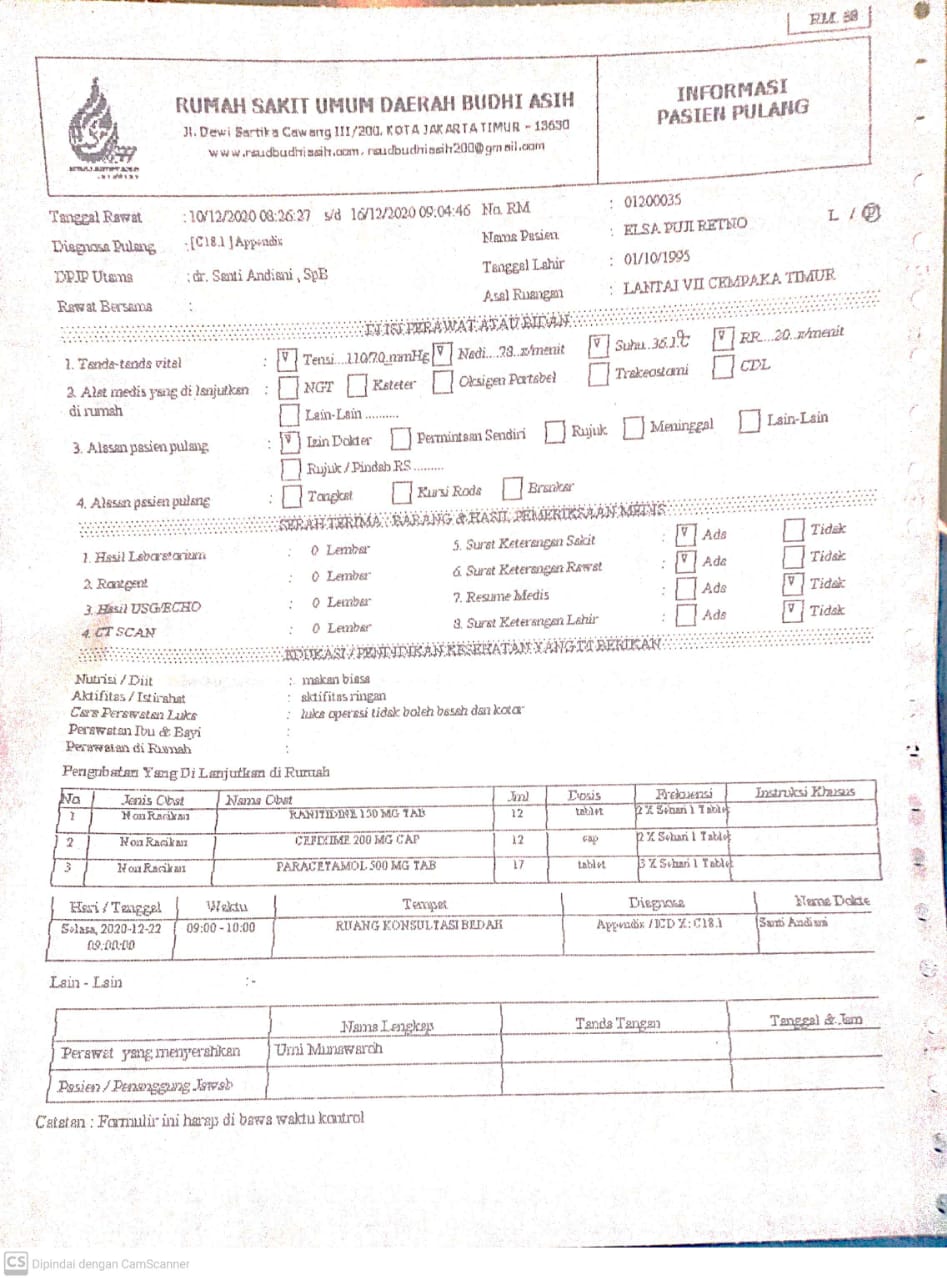 RM. 88
RUMAH SAKIT UMUM DAERAH BUDHI ASIH
Jl. Dewi Sartika Cawang III/200, KOTA JAKARTA TIMUR - 13630
www.rsudbudhiasih.com, rsudbudhiasih200@gmail.com
INFORMASI
PASIEN PULANG
Tanggal Rawat : 10/12/2020 08:26:27 s/d 16/12/2020 09:04:46 No. RM : 01200035
Diagnosa Pulang : [C18.1 ] Appendix Nama Pasien : ELSA PUJI RETNO L / P
DPJP Utama : dr. Santi Andiani , SpB Tanggal Lahir : 01/10/1995
Rawat Bersama : Asal Ruangan : LANTAI VII CEMPAKA TIMUR
DI ISI PERAWAT ATAU BIDAN
1. Tanda-tanda vital : V Tensi....110/70_mmHg V Nadi....78..x/menit V Suhu..36.1°C V RR....20..x/menit
2. Alat medis yang di lanjutkan : NGT Kateter Oksigen Portabel Trakeostomi CDL
di rumah Lain-Lain ..........
3. Alasan pasien pulang : V Izin Dokter Permintaan Sendiri Rujuk Meninggal Lain-Lain
Rujuk / Pindah RS .........
4. Alasan pasien pulang : Tongkat Kursi Roda Brankar
SERAH TERIMA : BARANG & HASIL PEMERIKSAAN MEDIS
1. Hasil Laboratorium : 0 Lembar 5. Surat Keterangan Sakit : V Ada Tidak
2. Rontgent : 0 Lembar 6. Surat Keterangan Rawat : V Ada Tidak
3. Hasil USG/ECHO : 0 Lembar 7. Resume Medis : Ada V Tidak
4. CT SCAN : 0 Lembar 8. Surat Keterangan Lahir : Ada V Tidak
EDUKASI / PENDIDIKAN KESEHATAN YANG DI BERIKAN
Nutrisi / Diit : makan biasa
Aktifitas / Istirahat : aktifitas ringan
Cara Perawatan Luka : luka operasi tidak boleh basah dan kotor
Perawatan Ibu & Bayi :
Perawatan di Rumah :
Pengobatan Yang Di Lanjutkan di Rumah
No Jenis Obat Nama Obat Jml Dosis Frekuensi Instruksi Khusus
1 Non Racikan RANITIDINE 150 MG TAB 12 tablet 2 X Sehari 1 Tablet
2 Non Racikan CEFIXIME 200 MG CAP 12 cap 2 X Sehari 1 Tablet
3 Non Racikan PARACETAMOL 500 MG TAB 17 tablet 3 X Sehari 1 Tablet
Hari / Tanggal Waktu Tempat Diagnosa Nama Dokte
Selasa, 2020-12-22 09:00 - 10:00 RUANG KONSULTASI BEDAH Appendix / ICD X : C18.1 Santi Andiani
09:00:00
Lain - Lain :-
Nama Lengkap Tanda Tangan Tanggal & Jam
Perawat yang menyerahkan Umi Munawaroh
Pasien / Penanggung Jawab
Catatan : Formulir ini harap di bawa waktu kontrol
CS Dipindai dengan CamScanner